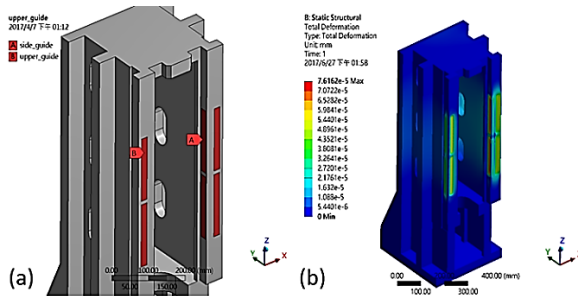 upper_guide
2017/4/7 下午 01:12
A side_guide
B upper_guide
B
A
0.00 100.00 200.00 (mm)
50.00 150.00
Z
Y X
(a)
B: Static Structural
Total Deformation
Type: Total Deformation
Unit: mm
Time: 1
2017/6/27 下午 01:58
7.6162e-5 Max
7.0722e-5
6.5282e-5
5.9841e-5
5.4401e-5
4.8961e-5
4.3521e-5
3.8081e-5
3.2641e-5
2.7201e-5
2.1761e-5
1.632e-5
1.088e-5
5.4401e-6
0 Min
0.00 200.00 400.00 (mm)
100.00 300.00
Z
Y X
(b)